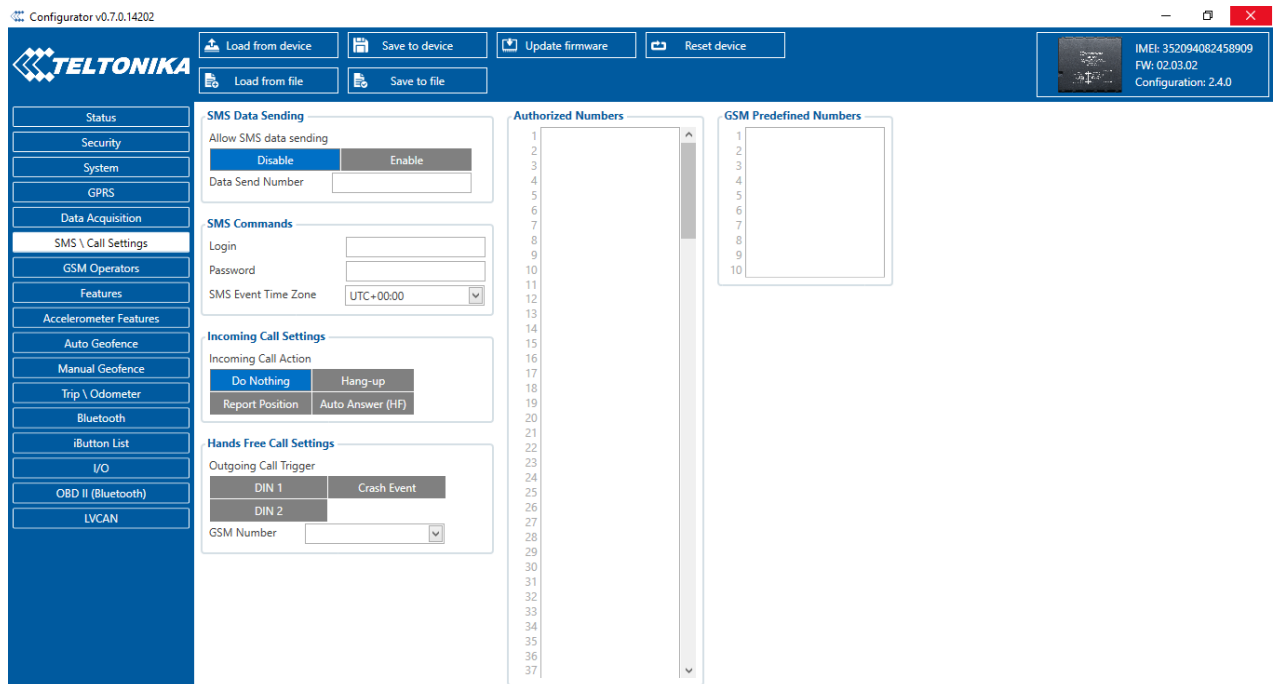 Configurator v0.7.0.14202
TELTONIKA
Load from device
Save to device
Update firmware
Reset device
Load from file
Save to file
IMEI: 352094082458909
FW: 02.03.02
Configuration: 2.4.0
Status
Security
System
GPRS
Data Acquisition
SMS \ Call Settings
GSM Operators
Features
Accelerometer Features
Auto Geofence
Manual Geofence
Trip \ Odometer
Bluetooth
iButton List
I/O
OBD II (Bluetooth)
LVCAN
SMS Data Sending
Allow SMS data sending
Disable Enable
Data Send Number
SMS Commands
Login
Password
SMS Event Time Zone UTC+00:00
Incoming Call Settings
Incoming Call Action
Do Nothing Hang-up
Report Position Auto Answer (HF)
Hands Free Call Settings
Outgoing Call Trigger
DIN 1 Crash Event
DIN 2
GSM Number
Authorized Numbers
1
2
3
4
5
6
7
8
9
10
11
12
13
14
15
16
17
18
19
20
21
22
23
24
25
26
27
28
29
30
31
32
33
34
35
36
37
GSM Predefined Numbers
1
2
3
4
5
6
7
8
9
10